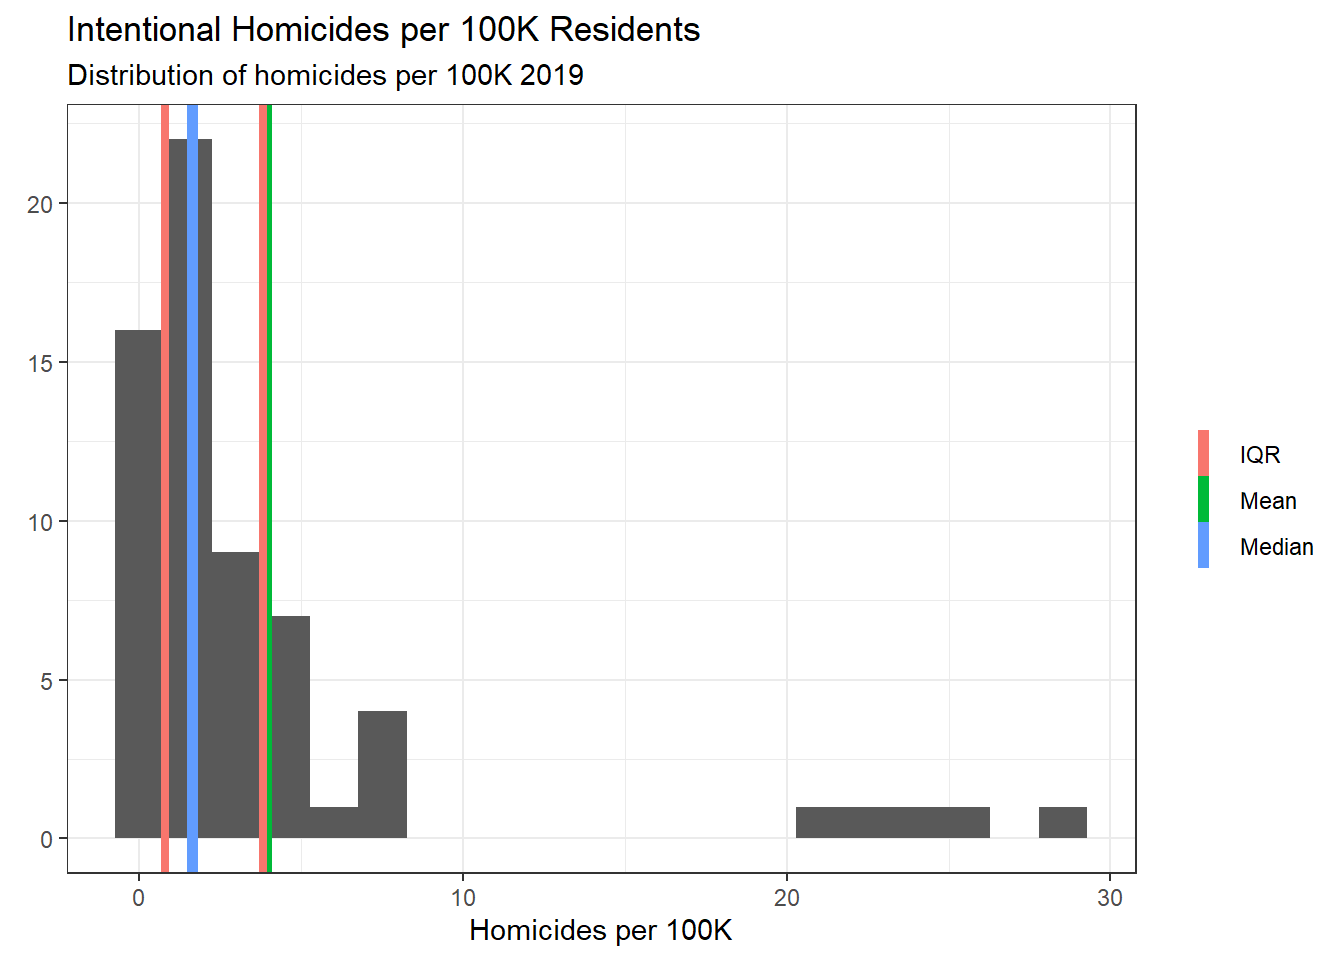 Intentional Homicides per 100K Residents
Distribution of homicides per 100K 2019
20
15
10
5
0
0 10 20 30
Homicides per 100K
IQR
Mean
Median